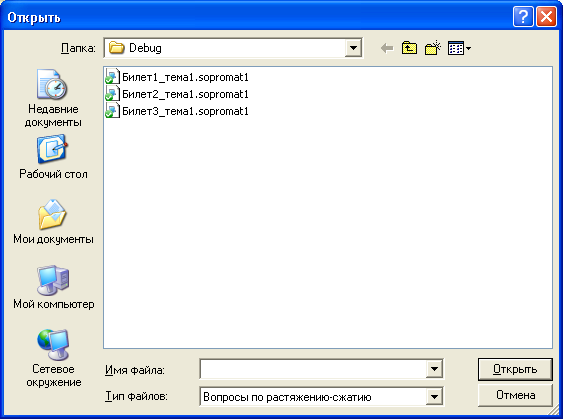 Открыть
Папка:
Debug
Билет1_тема1.sopromat1
Билет2_тема1.sopromat1
Билет3_тема1.sopromat1
Недавние
документы
Рабочий стол
Мои документы
Мой компьютер
Сетевое
окружение
Имя файла:
Открыть
Тип файлов:
Вопросы по растяжению-сжатию
Отмена